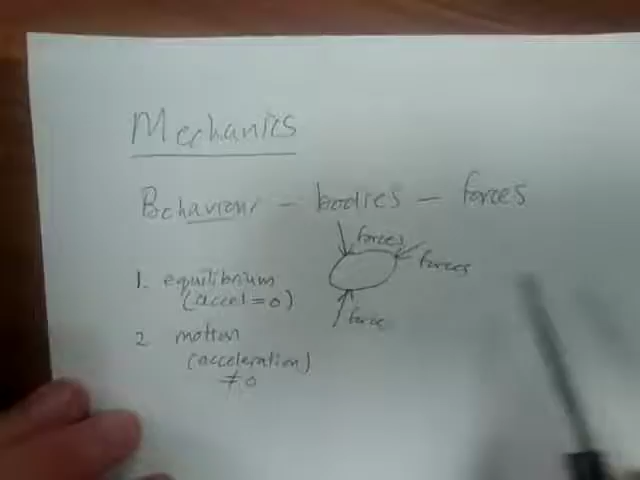 Mechanics
Behaviour - bodies - forces
forces
forces
force
1. equilibrium
(accel = 0)
2 motion
(acceleration)
≠ 0